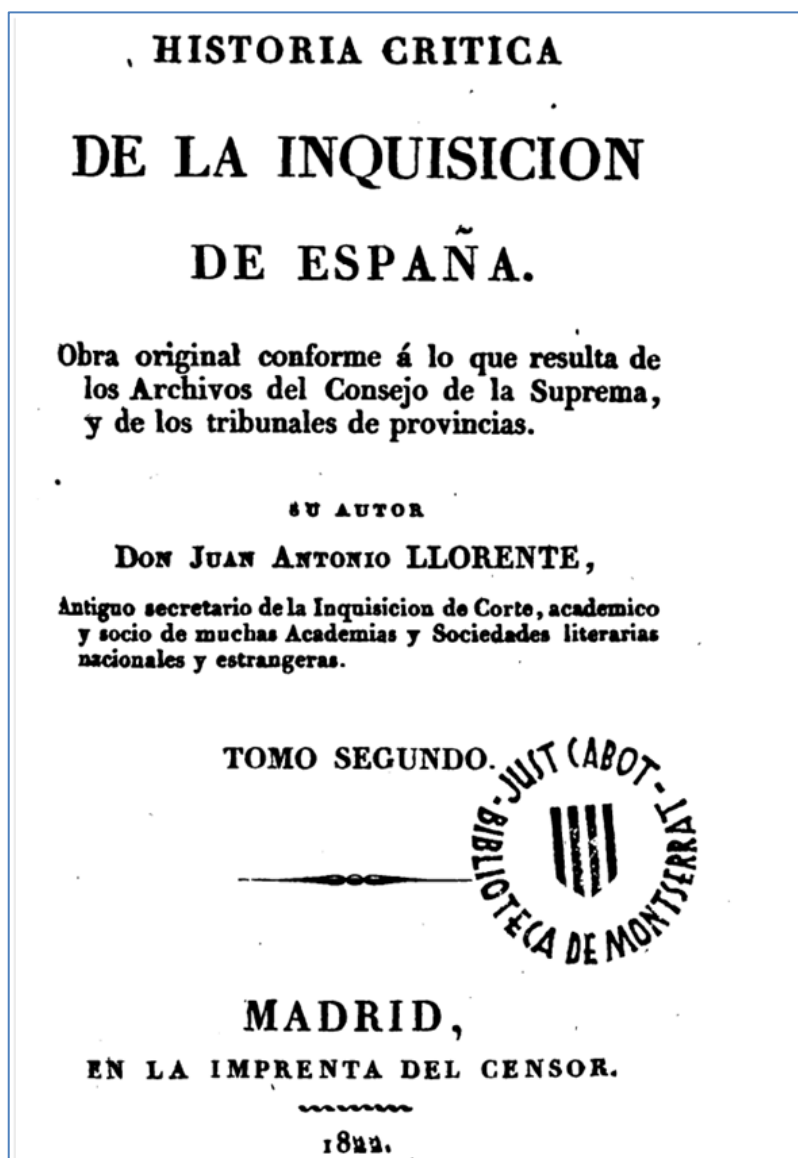 HISTORIA CRITICA
DE LA INQUISICION
DE ESPAÑA.
Obra original conforme á lo que resulta de
los Archivos del Consejo de la Suprema,
y de los tribunales de provincias.
SU AUTOR
DON JUAN ANTONIO LLORENTE,
Antiguo secretario de la Inquisicion de Corte, academico
y socio de muchas Academias y Sociedades literarias
nacionales y estrangeras.
TOMO SEGUNDO.
JUST CABOT - BIBLIOTECA DE MONTSERRAT -
MADRID,
EN LA IMPRENTA DEL CENSOR.
1822.